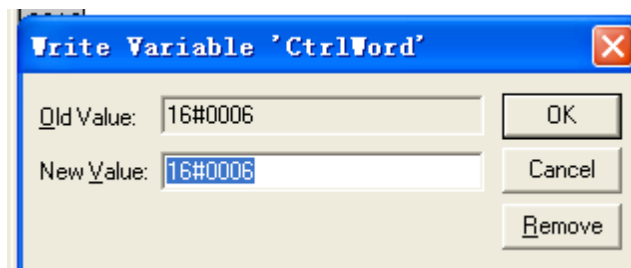 Write Variable 'CtrlWord'
Old Value: 16#0006 OK
New Value: 16#0006 Cancel
Remove